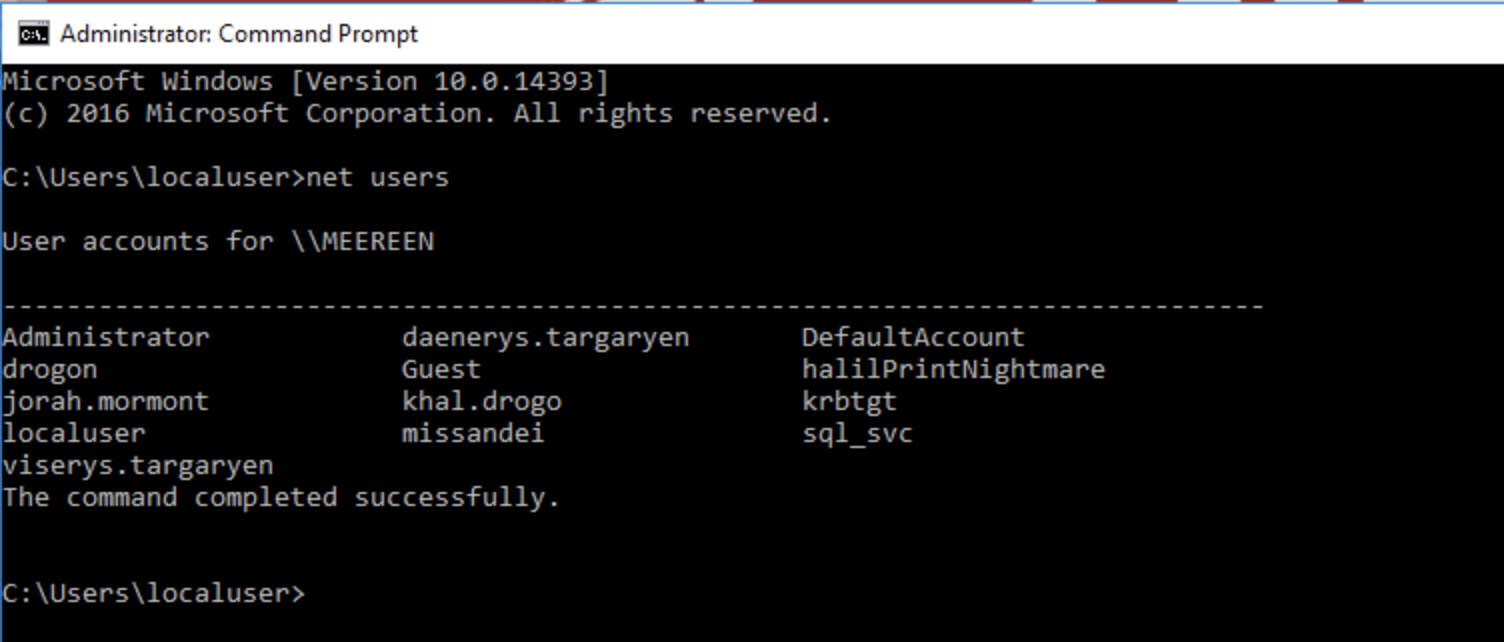 Administrator: Command Prompt
Microsoft Windows [Version 10.0.14393]
(c) 2016 Microsoft Corporation. All rights reserved.
C:\Users\localuser>net users
User accounts for \\MEEREEN
-------------------------------------------------------------------------------
Administrator            daenerys.targaryen       DefaultAccount
drogon                   Guest                    halilPrintNightmare
jorah.mormont            khal.drogo               krbtgt
localuser                missandei                sql_svc
viserys.targaryen
The command completed successfully.
C:\Users\localuser>